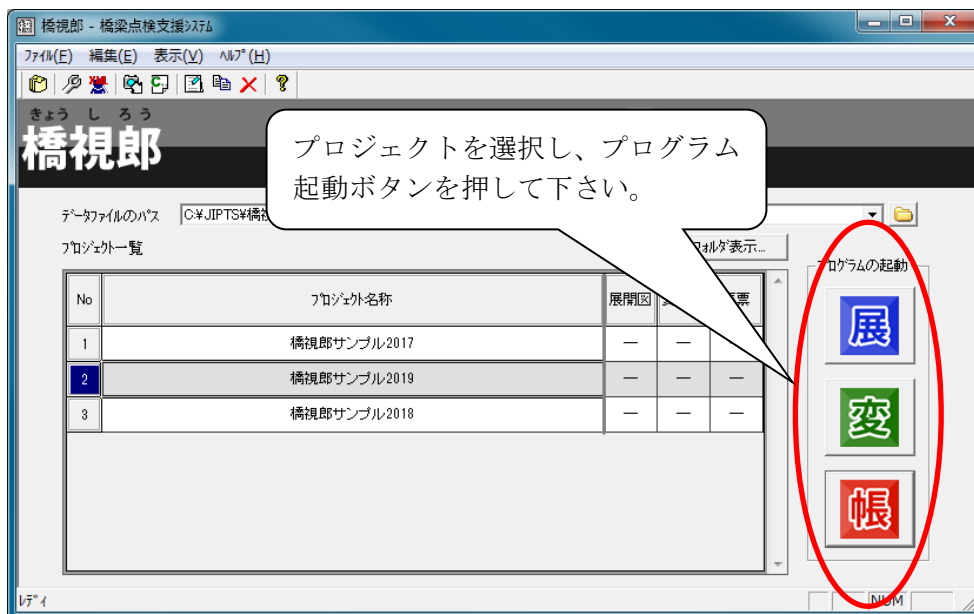 橋視郎 - 橋梁点検支援ｼｽﾃﾑ
ﾌｧｲﾙ(F) 編集(E) 表示(V) ﾍﾙﾌﾟ(H)
きょう し ろう
橋視郎
プロジェクトを選択し、プログラム
起動ボタンを押して下さい。
ﾃﾞｰﾀﾌｧｲﾙのﾊﾟｽ C:¥JIPTS¥橋視
ﾌﾟﾛｼﾞｪｸﾄ一覧 ｫﾙﾀﾞ表示...
ﾌﾟﾛｸﾞﾗﾑの起動
No ﾌﾟﾛｼﾞｪｸﾄ名称 展開図 票
1 橋視郎サンプル2017 － －
2 橋視郎サンプル2019 － － －
3 橋視郎サンプル2018 － － －
展
変
帳
ﾚﾃﾞｨ NUM